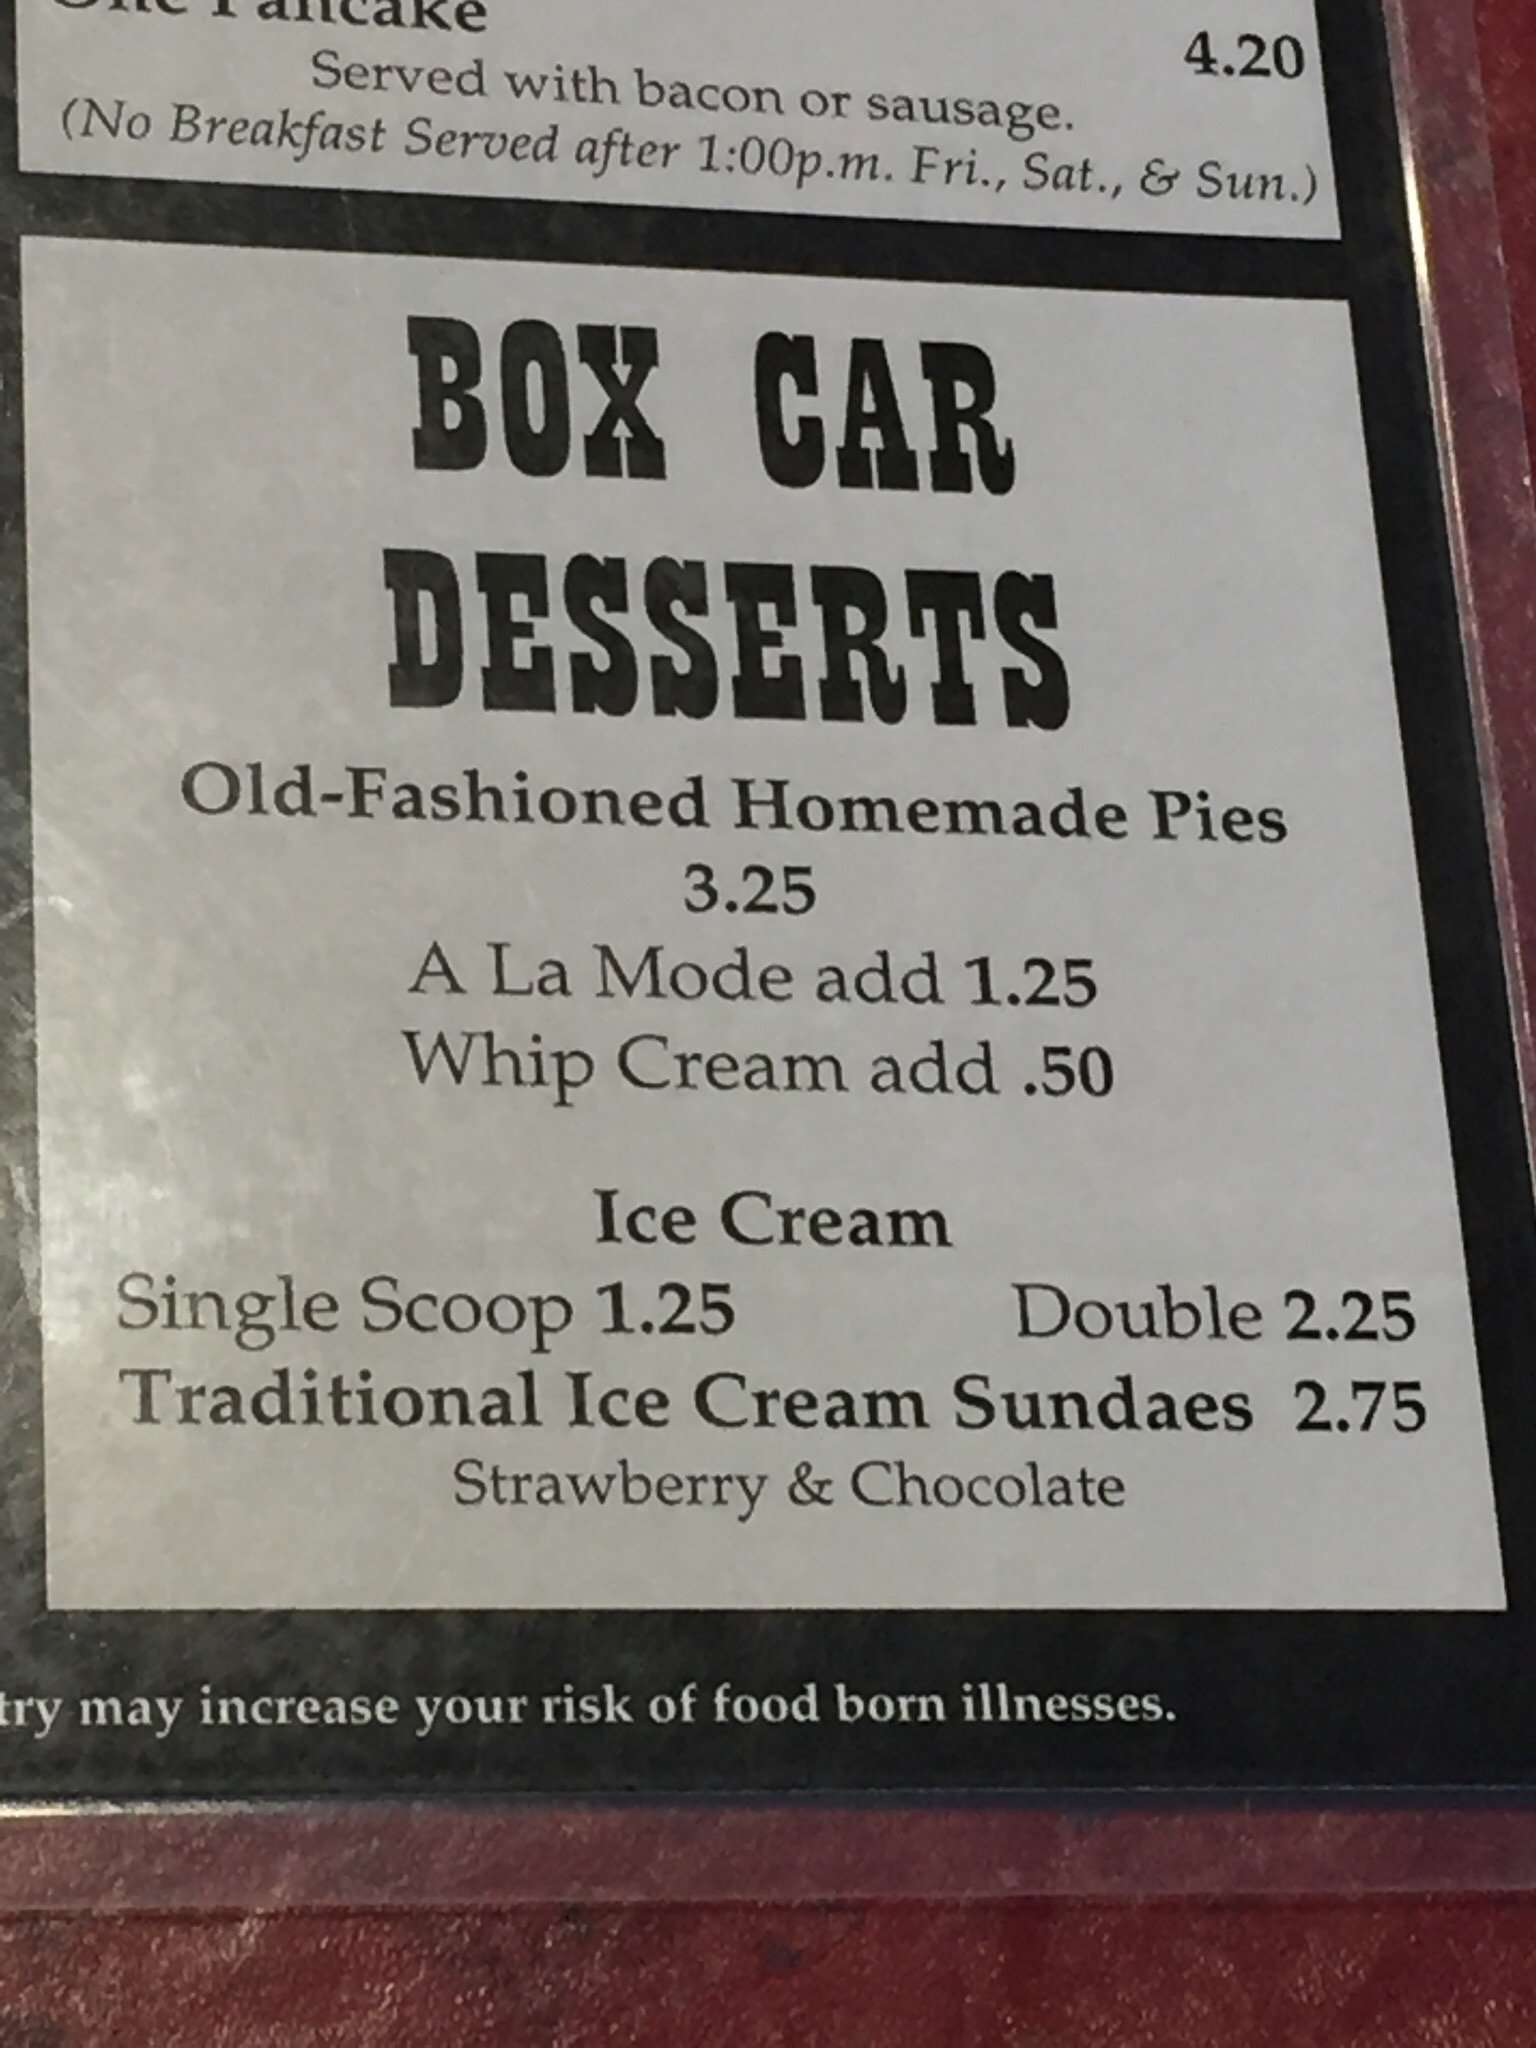 One Pancake 4.20
Served with bacon or sausage.
(No Breakfast Served after 1:00p.m. Fri., Sat., & Sun.)
BOX CAR
DESSERTS
Old-Fashioned Homemade Pies
3.25
A La Mode add 1.25
Whip Cream add .50
Ice Cream
Single Scoop 1.25 Double 2.25
Traditional Ice Cream Sundaes 2.75
Strawberry & Chocolate
may increase your risk of food born illnesses.